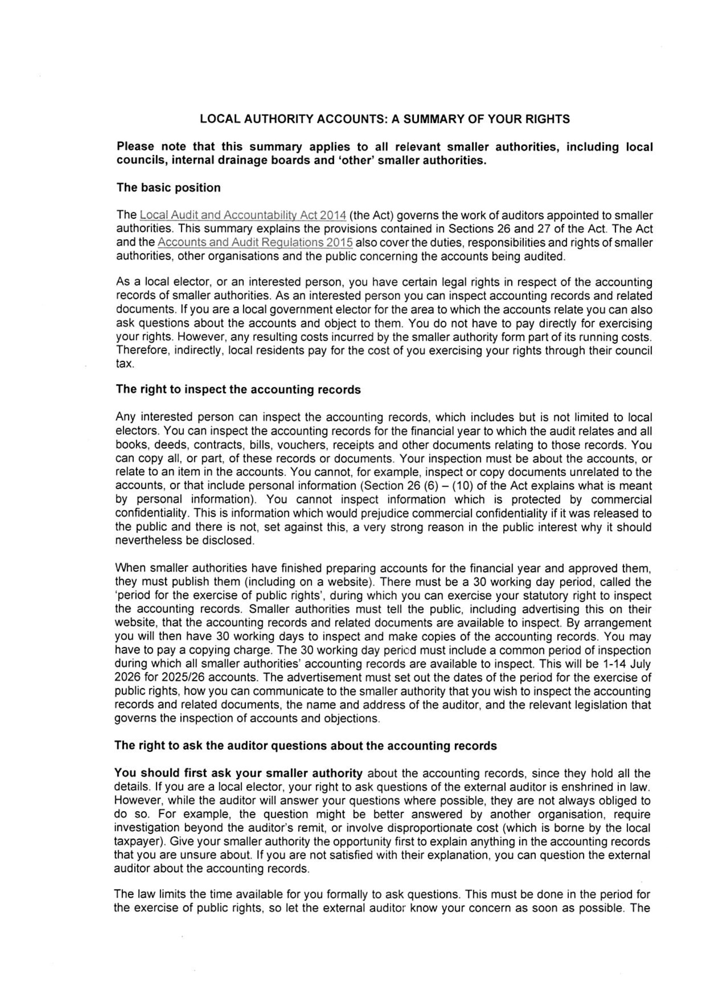 LOCAL AUTHORITY ACCOUNTS: A SUMMARY OF YOUR RIGHTS
Please note that this summary applies to all relevant smaller authorities, including local
councils, internal drainage boards and ‘other’ smaller authorities.
The basic position
The Local Audit and Accountability Act 2014 (the Act) governs the work of auditors appointed to smaller
authorities. This summary explains the provisions contained in Sections 26 and 27 of the Act. The Act
and the Accounts and Audit Regulations 2015 also cover the duties, responsibilities and rights of smaller
authorities, other organisations and the public concerning the accounts being audited.
As a local elector, or an interested person, you have certain legal rights in respect of the accounting
records of smaller authorities. As an interested person you can inspect accounting records and related
documents. If you are a local government elector for the area to which the accounts relate you can also
ask questions about the accounts and object to them. You do not have to pay directly for exercising
your rights. However, any resulting costs incurred by the smaller authority form part of its running costs.
Therefore, indirectly, local residents pay for the cost of you exercising your rights through their council
tax.
The right to inspect the accounting records
Any interested person can inspect the accounting records, which includes but is not limited to local
electors. You can inspect the accounting records for the financial year to which the audit relates and all
books, deeds, contracts, bills, vouchers, receipts and other documents relating to those records. You
can copy all, or part, of these records or documents. Your inspection must be about the accounts, or
relate to an item in the accounts. You cannot, for example, inspect or copy documents unrelated to the
accounts, or that include personal information (Section 26 (6) – (10) of the Act explains what is meant
by personal information). You cannot inspect information which is protected by commercial
confidentiality. This is information which would prejudice commercial confidentiality if it was released to
the public and there is not, set against this, a very strong reason in the public interest why it should
nevertheless be disclosed.
When smaller authorities have finished preparing accounts for the financial year and approved them,
they must publish them (including on a website). There must be a 30 working day period, called the
‘period for the exercise of public rights’, during which you can exercise your statutory right to inspect
the accounting records. Smaller authorities must tell the public, including advertising this on their
website, that the accounting records and related documents are available to inspect. By arrangement
you will then have 30 working days to inspect and make copies of the accounting records. You may
have to pay a copying charge. The 30 working day period must include a common period of inspection
during which all smaller authorities’ accounting records are available to inspect. This will be 1-14 July
2026 for 2025/26 accounts. The advertisement must set out the dates of the period for the exercise of
public rights, how you can communicate to the smaller authority that you wish to inspect the accounting
records and related documents, the name and address of the auditor, and the relevant legislation that
governs the inspection of accounts and objections.
The right to ask the auditor questions about the accounting records
You should first ask your smaller authority about the accounting records, since they hold all the
details. If you are a local elector, your right to ask questions of the external auditor is enshrined in law.
However, while the auditor will answer your questions where possible, they are not always obliged to
do so. For example, the question might be better answered by another organisation, require
investigation beyond the auditor’s remit, or involve disproportionate cost (which is borne by the local
taxpayer). Give your smaller authority the opportunity first to explain anything in the accounting records
that you are unsure about. If you are not satisfied with their explanation, you can question the external
auditor about the accounting records.
The law limits the time available for you formally to ask questions. This must be done in the period for
the exercise of public rights, so let the external auditor know your concern as soon as possible. The